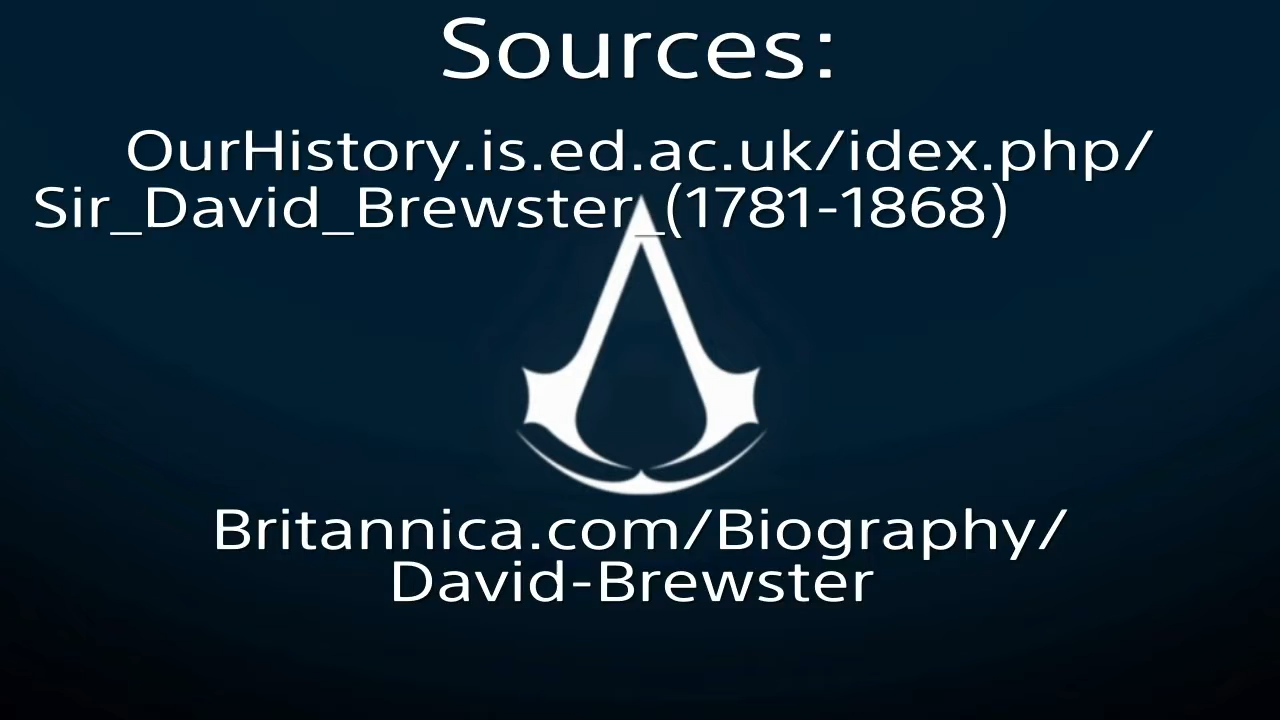 Sources:
OurHistory.is.ed.ac.uk/idex.php/
Sir_David_Brewster_(1781-1868)
Britannica.com/Biography/
David-Brewster